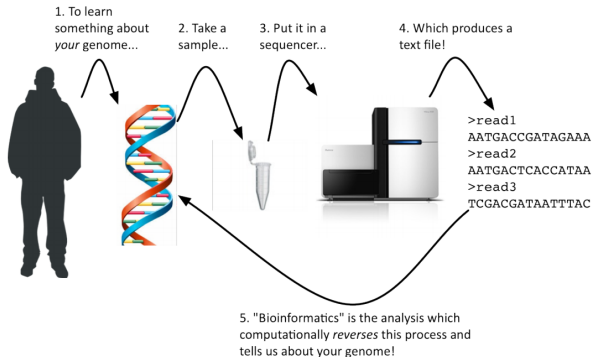 1. To learn
something about
your genome...
2. Take a
sample...
3. Put it in a
sequencer...
4. Which produces a
text file!
>read1
AATGACCGATAGAAA
>read2
AATGACTCACCATAA
>read3
TCGACGATAATTTAC
5. "Bioinformatics" is the analysis which
computationally reverses this process and
tells us about your genome!